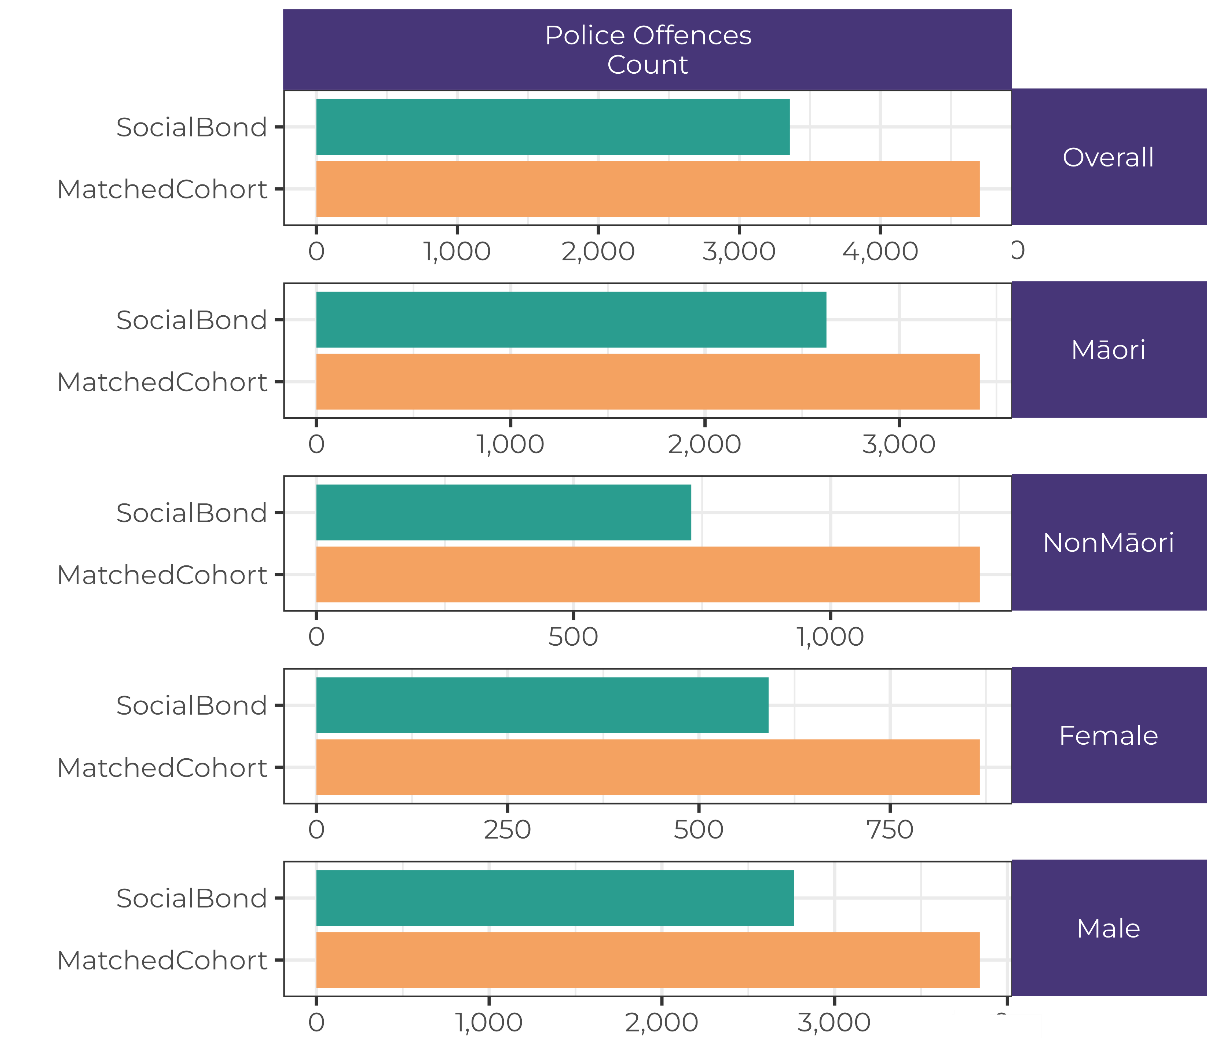 Police Offences
Count
SocialBond
MatchedCohort
Overall
0 1,000 2,000 3,000 4,000 0
SocialBond
MatchedCohort
Māori
0 1,000 2,000 3,000
SocialBond
MatchedCohort
NonMāori
0 500 1,000
SocialBond
MatchedCohort
Female
0 250 500 750
SocialBond
MatchedCohort
Male
0 1,000 2,000 3,000